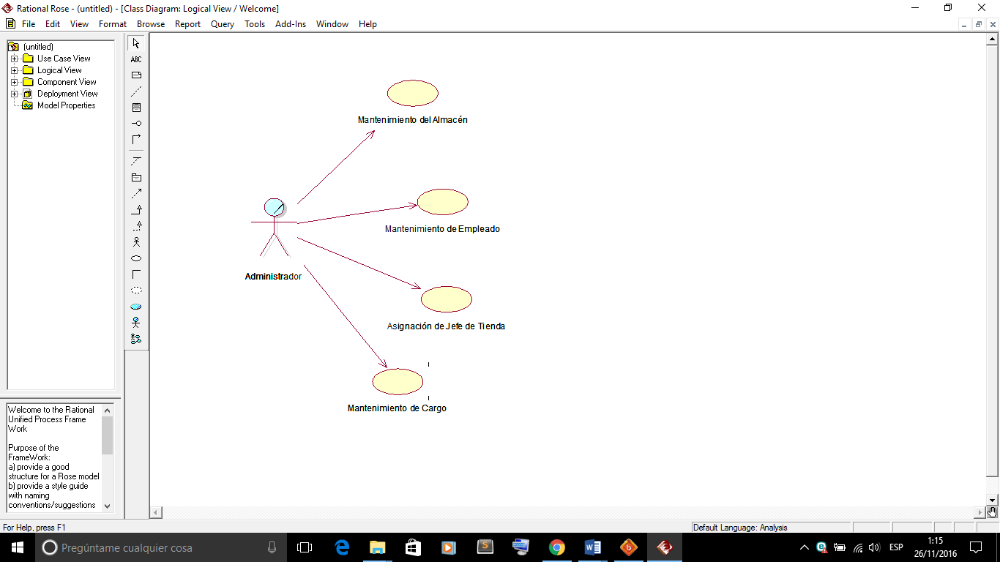 Rational Rose - (untitled) - [Class Diagram: Logical View / Welcome]
File Edit View Format Browse Report Query Tools Add-Ins Window Help
(untitled)
Use Case View
Logical View
Component View
Deployment View
Model Properties
ABC
Mantenimiento del Almacén
Mantenimiento de Empleado
Administrador
Asignación de Jefe de Tienda
Mantenimiento de Cargo
Welcome to the Rational
Unified Process Frame
Work
Purpose of the
FrameWork:
a) provide a good
structure for a Rose model
b) provide a style guide
with naming
conventions/suggestions
For Help, press F1
Default Language: Analysis
Pregúntame cualquier cosa
ESP
1:15
26/11/2016